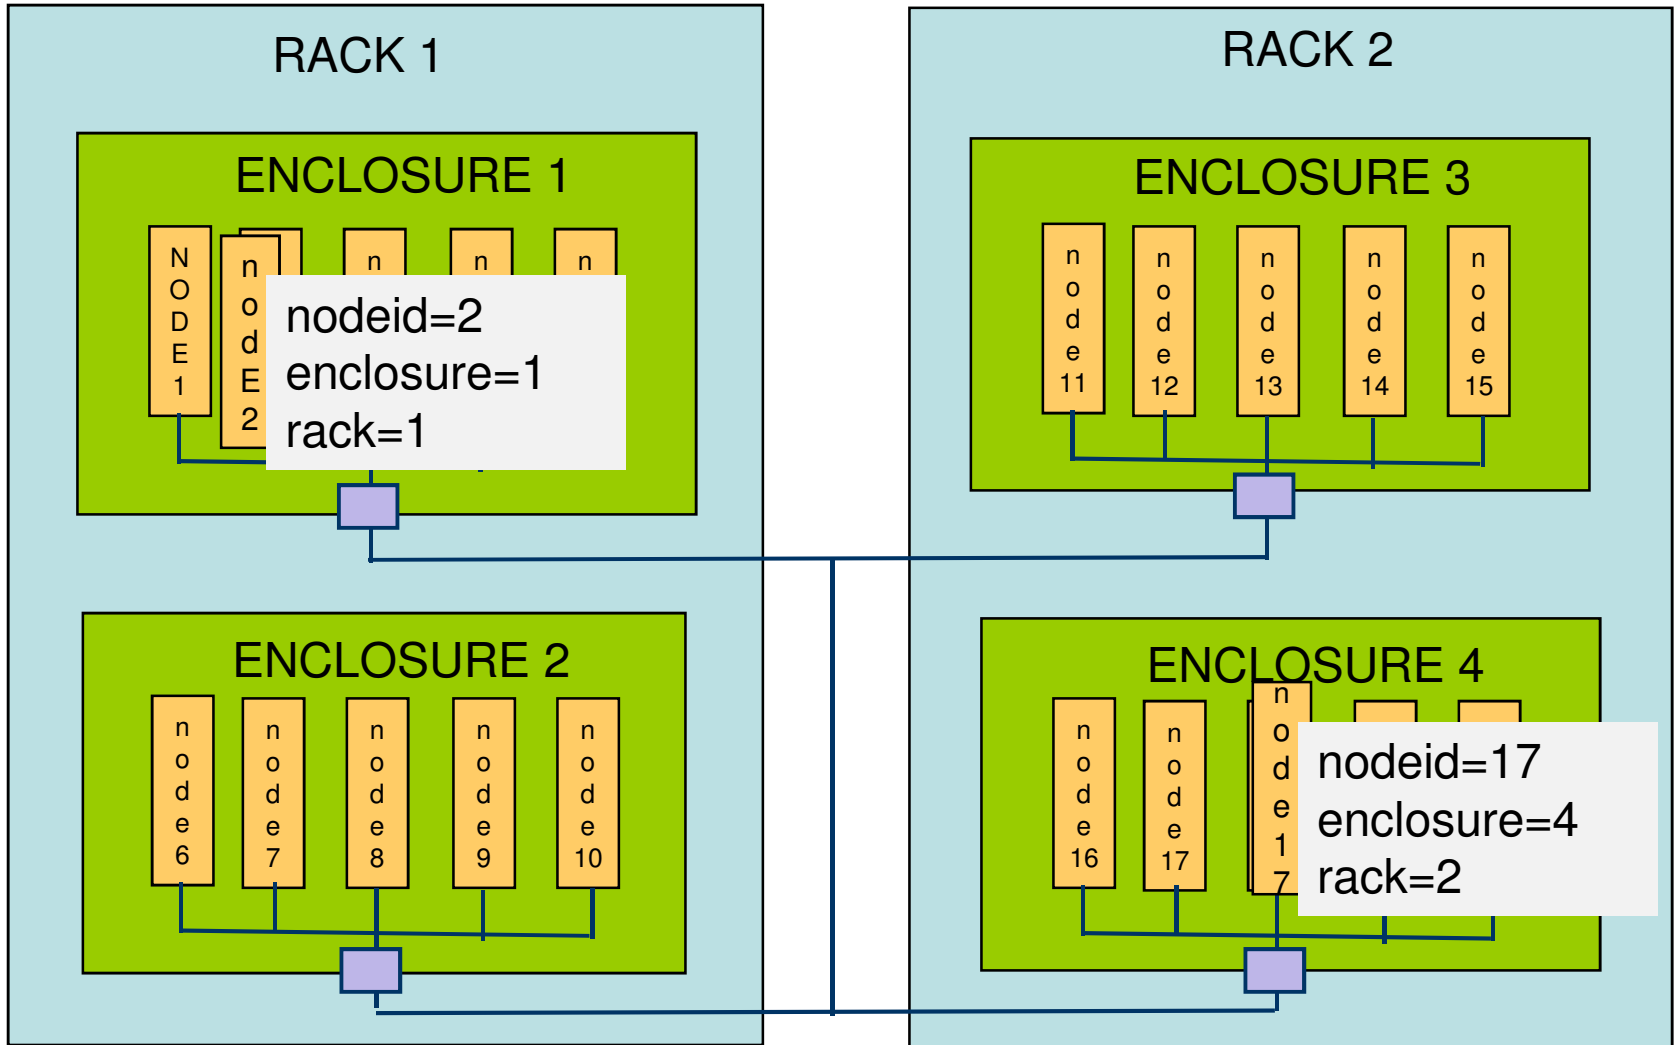 RACK 1
ENCLOSURE 1
NODE1
nodE2
n
n
n
nodeid=2
enclosure=1
rack=1
ENCLOSURE 2
node6
node7
node8
node9
node10
RACK 2
ENCLOSURE 3
node11
node12
node13
node14
node15
ENCLOSURE 4
node16
node17
node17
nodeid=17
enclosure=4
rack=2